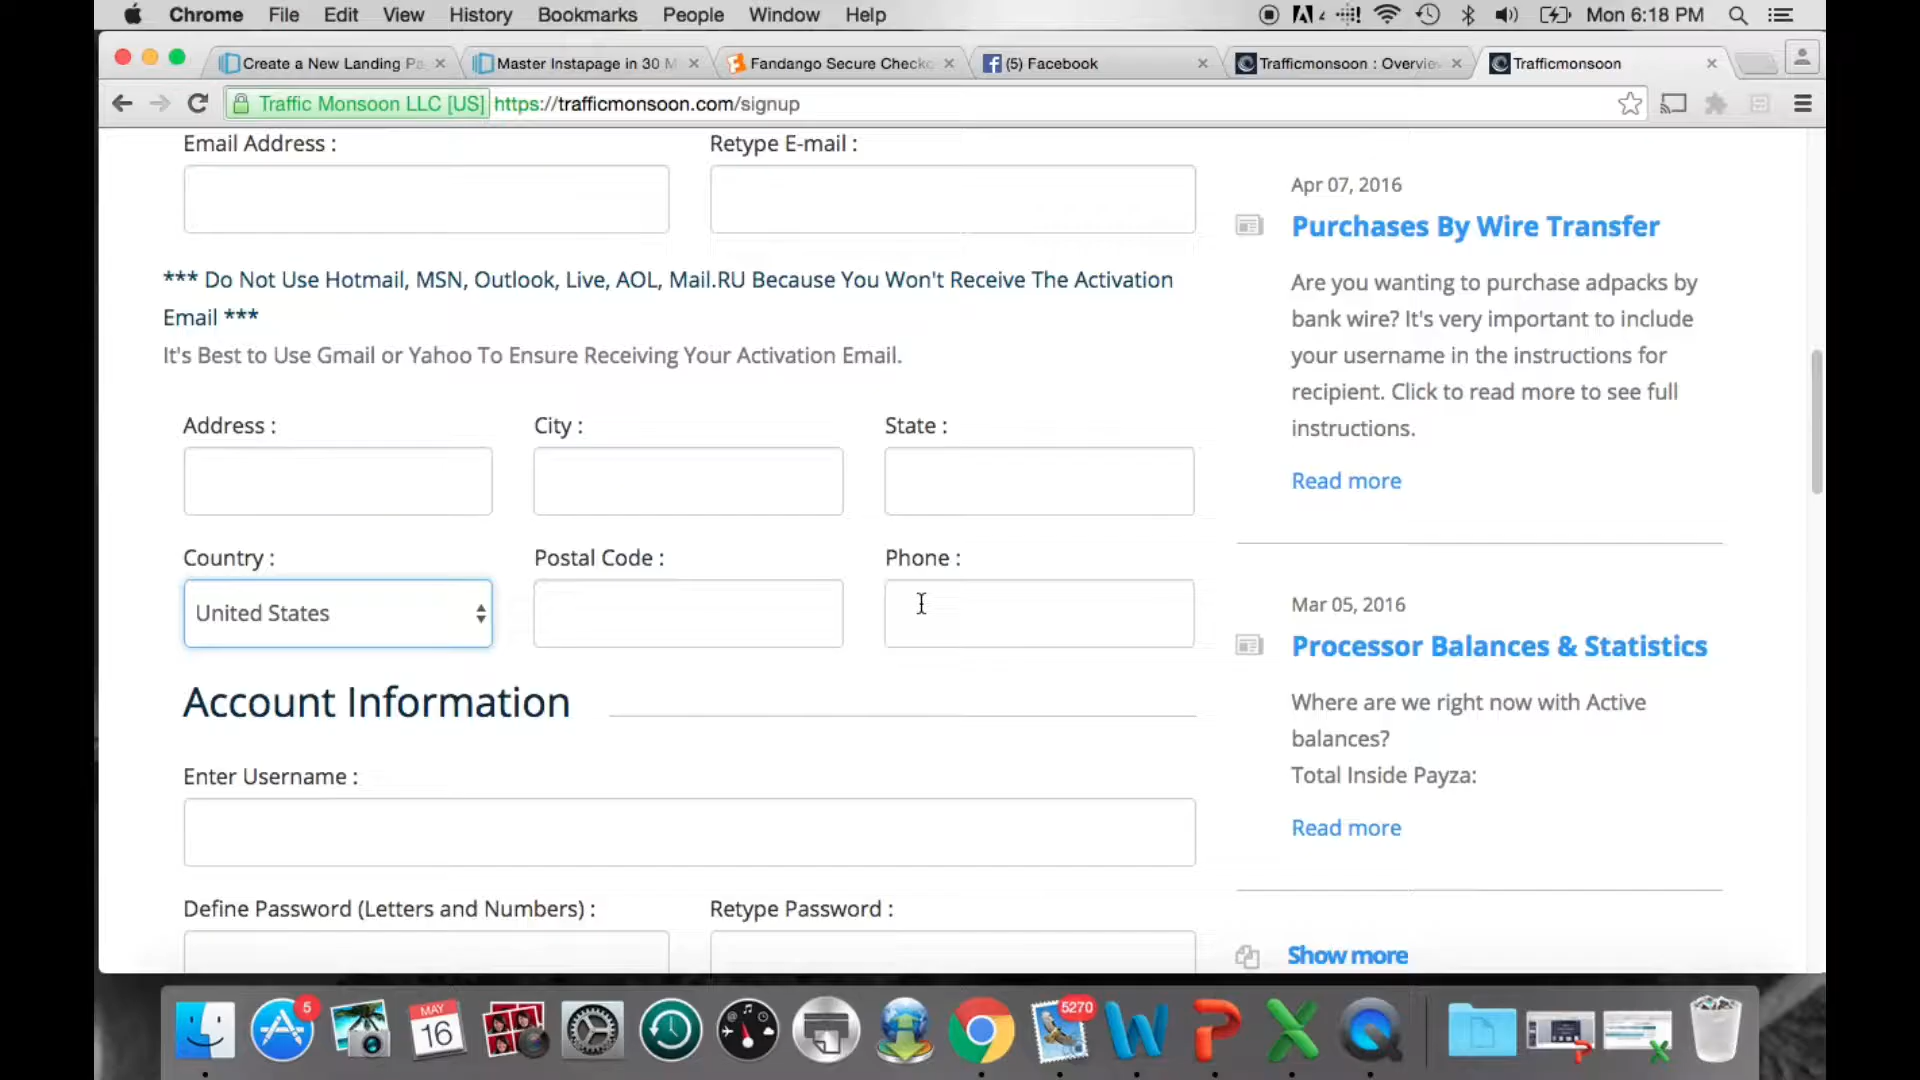 Chrome File Edit View History Bookmarks People Window Help
Mon 6:18 PM
Create a New Landing Pa
Master Instapage in 30 M
Fandango Secure Checko
(5) Facebook
Trafficmonsoon : Overvie
Trafficmonsoon
Traffic Monsoon LLC [US] https://trafficmonsoon.com/signup
Email Address :
Retype E-mail :
*** Do Not Use Hotmail, MSN, Outlook, Live, AOL, Mail.RU Because You Won't Receive The Activation
Email ***
It's Best to Use Gmail or Yahoo To Ensure Receiving Your Activation Email.
Address :
City :
State :
Country :
Postal Code :
Phone :
United States
Account Information
Enter Username :
Define Password (Letters and Numbers) :
Retype Password :
Apr 07, 2016
Purchases By Wire Transfer
Are you wanting to purchase adpacks by
bank wire? It's very important to include
your username in the instructions for
recipient. Click to read more to see full
instructions.
Read more
Mar 05, 2016
Processor Balances & Statistics
Where are we right now with Active
balances?
Total Inside Payza:
Read more
Show more
5
MAY
16
5270